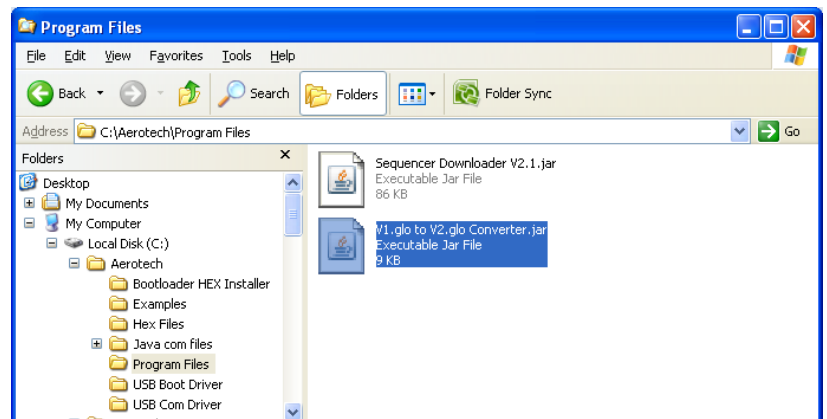 Program Files
File Edit View Favorites Tools Help
Back Search Folders Folder Sync
Address C:\Aerotech\Program Files Go
Folders x
Desktop
My Documents
My Computer
Local Disk (C:)
Aerotech
Bootloader HEX Installer
Examples
Hex Files
Java com files
Program Files
USB Boot Driver
USB Com Driver
Sequencer Downloader V2.1.jar
Executable Jar File
86 KB
V1.glo to V2.glo Converter.jar
Executable Jar File
9 KB